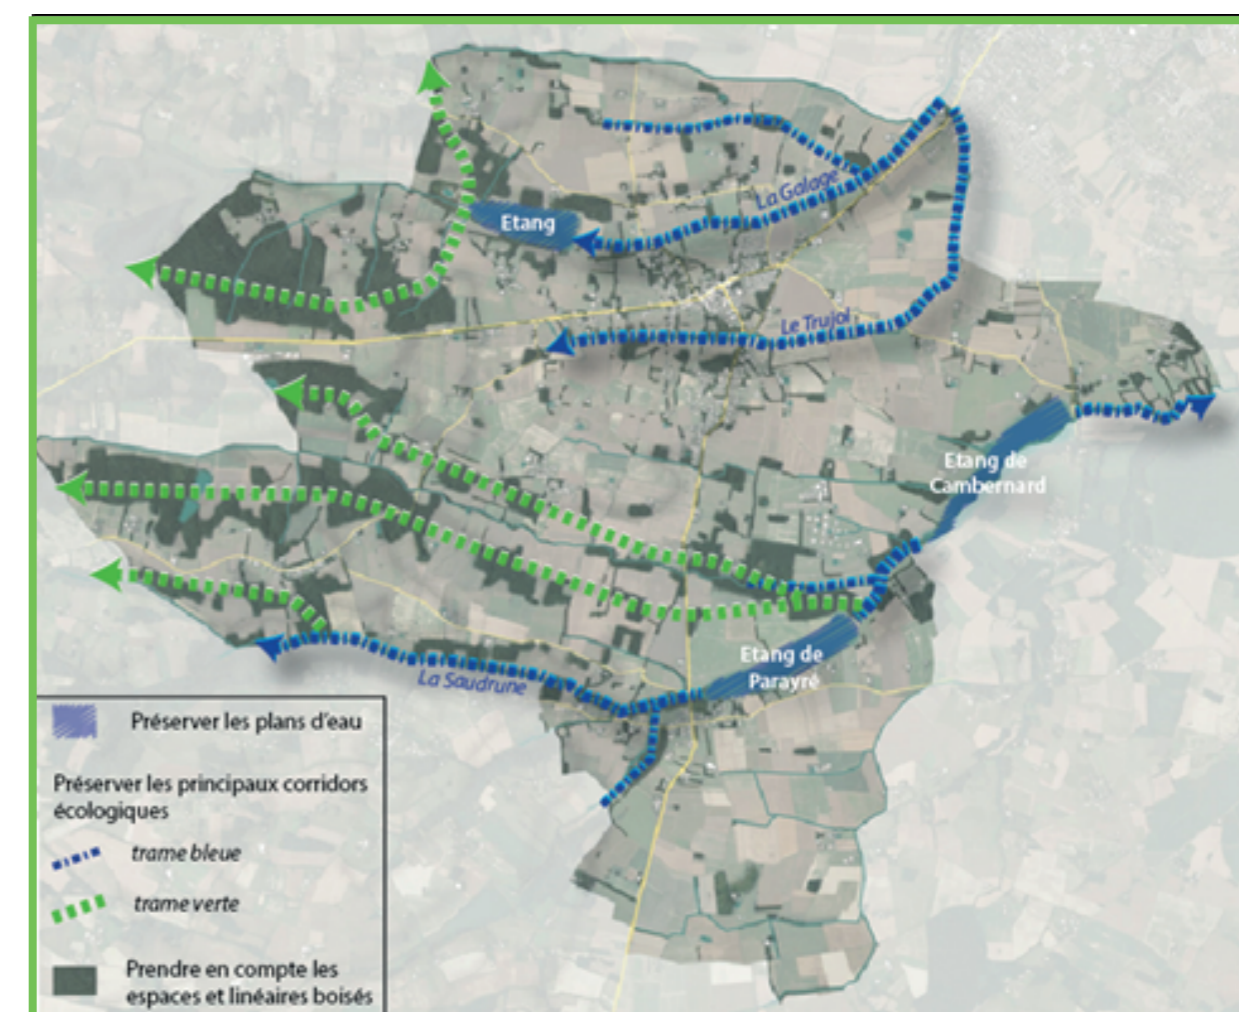 La Galage
Etang
Le Trujol
Etang de
Cambernard
Etang de
Parayré
La Saudrune
Préserver les plans d'eau
Préserver les principaux corridors
écologiques
trame bleue
trame verte
Prendre en compte les
espaces et linéaires boisés